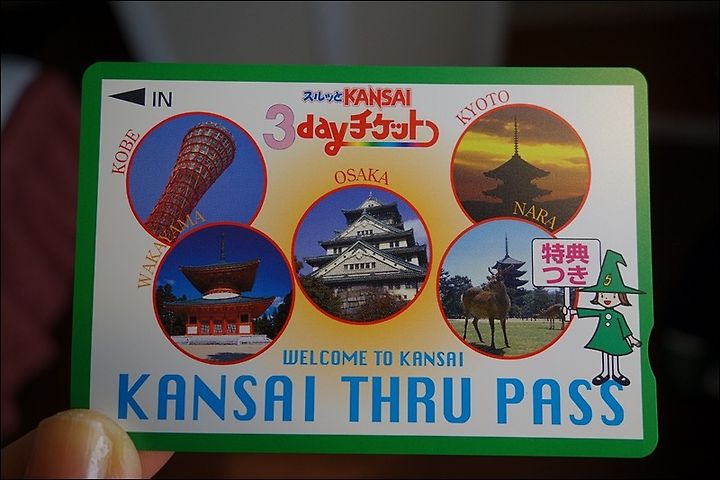 IN
スルッとKANSAI
3dayチケット
KOBE
KYOTO
OSAKA
WAKAYAMA
NARA
特典
つき
WELCOME TO KANSAI
KANSAI THRU PASS